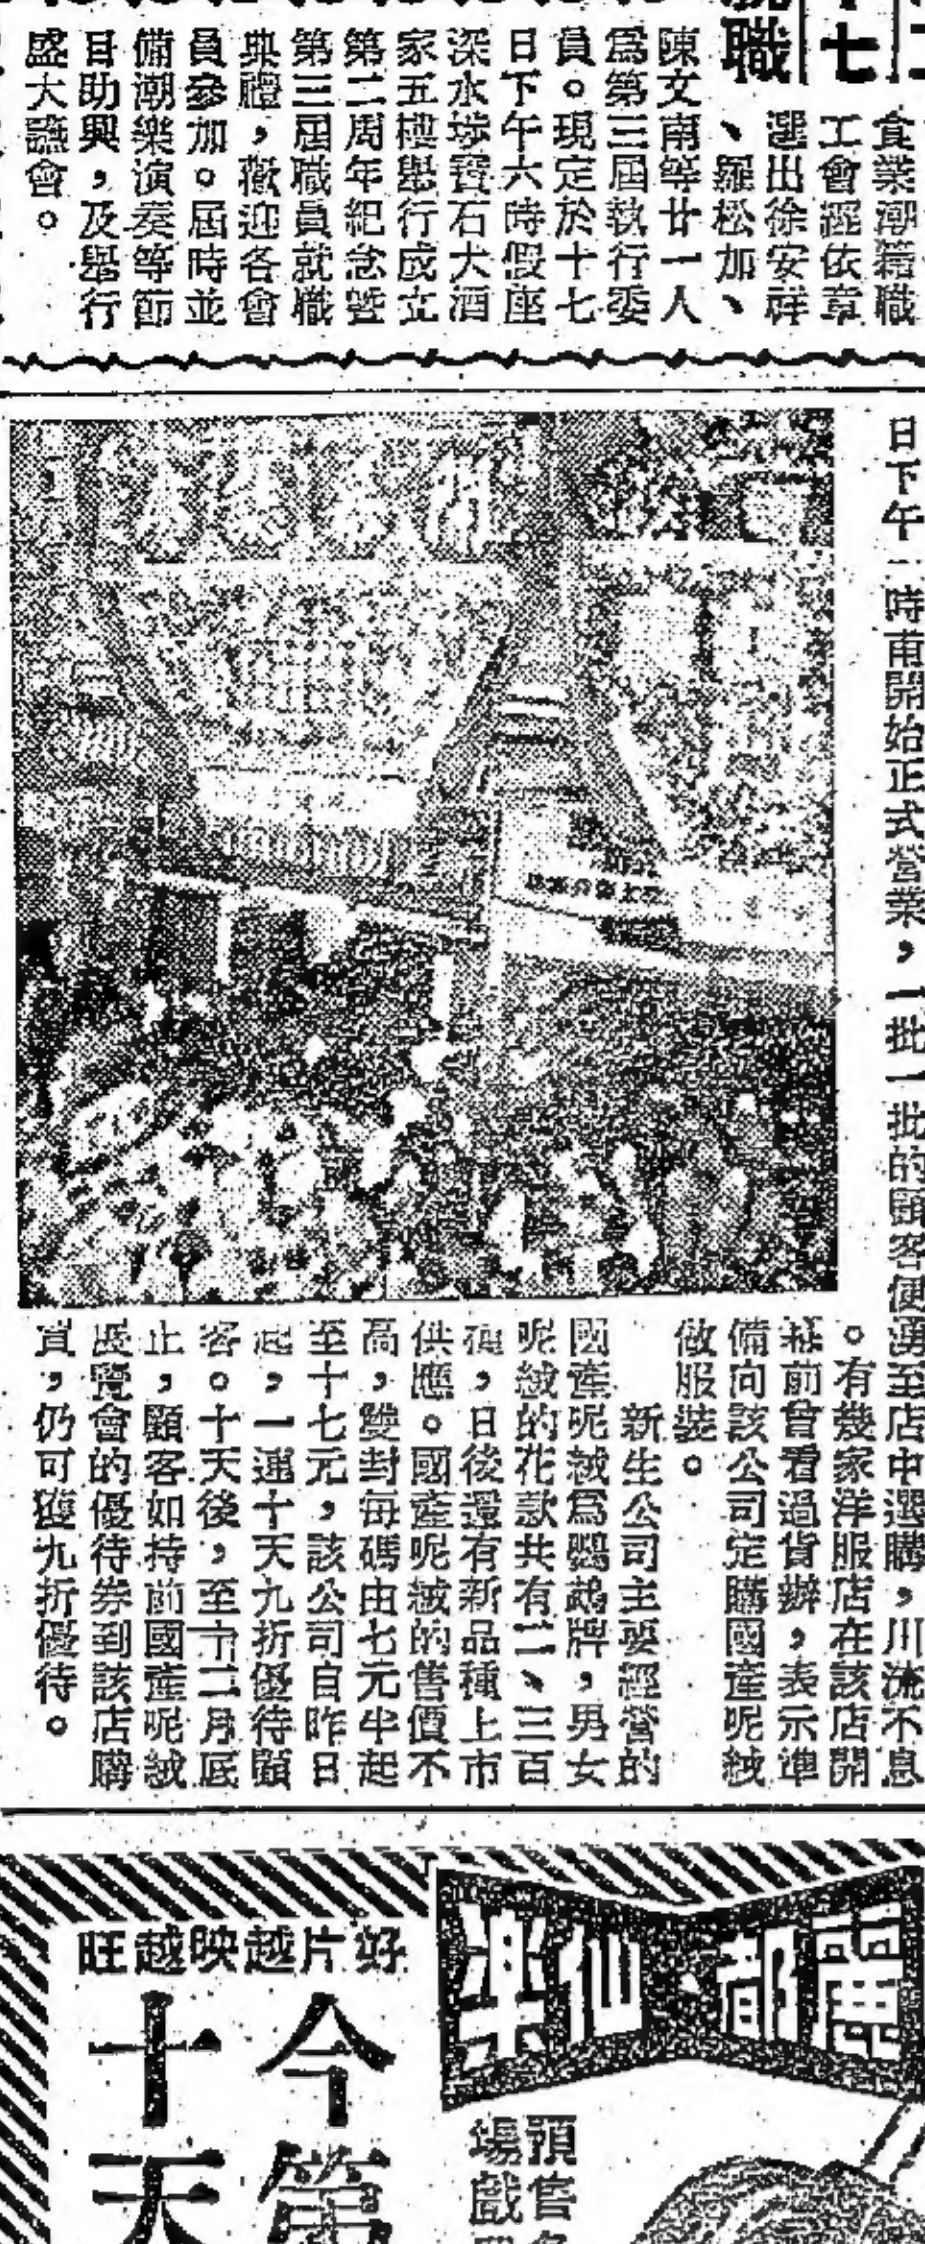 職
十七
食業潮籍職
工會經依章
選出徐安祥
、羅松加、
陳文南等廿一人
爲第三屆執行委
員。現定於十七
日下午六時假座
深水埗寶石大酒
家五樓舉行成立
第二周年紀念暨
第三屆職員就職
典禮，歡迎各會
員參加。屆時並
備潮樂演奏等節
目助興，及舉行
盛大讌會。
日下午 時甫開始正式營業，一批一批的顧客便
湧至店中選購，川流不息
。有幾家洋服店在該店開
幕前曾看過貨辦，表示準
備向該公司定購國產呢絨
做服裝。
新生公司主要經營的
國產呢絨爲鸚鵡牌，男女
呢絨的花款共有二、三百
種，日後還有新品種上市
供應。國產呢絨的售價不
高，雙封每碼由七元半起
至十七元，該公司自昨日
起，一連十天九折優待顧
客。十天後，至十二月底
止，顧客如持前國產呢絨
展覽會的優待券到該店購
買，仍可獲九折優待。
樂仙·都麗
好片越映越旺
今第
十天
預售
場戲